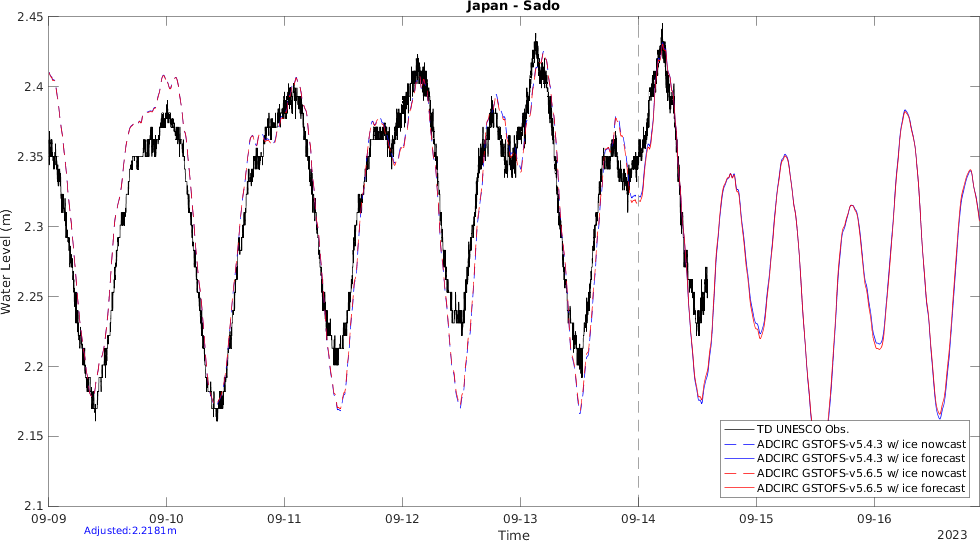 Japan - Sado
2.45
2.4
2.35
2.3
2.25
2.2
2.15
2.1
Water Level (m)
TD UNESCO Obs.
ADCIRC GSTOFS-v5.4.3 w/ ice nowcast
ADCIRC GSTOFS-v5.4.3 w/ ice forecast
ADCIRC GSTOFS-v5.6.5 w/ ice nowcast
ADCIRC GSTOFS-v5.6.5 w/ ice forecast
09-09 09-10 09-11 09-12 09-13 09-14 09-15 09-16
Adjusted:2.2181m
Time
2023